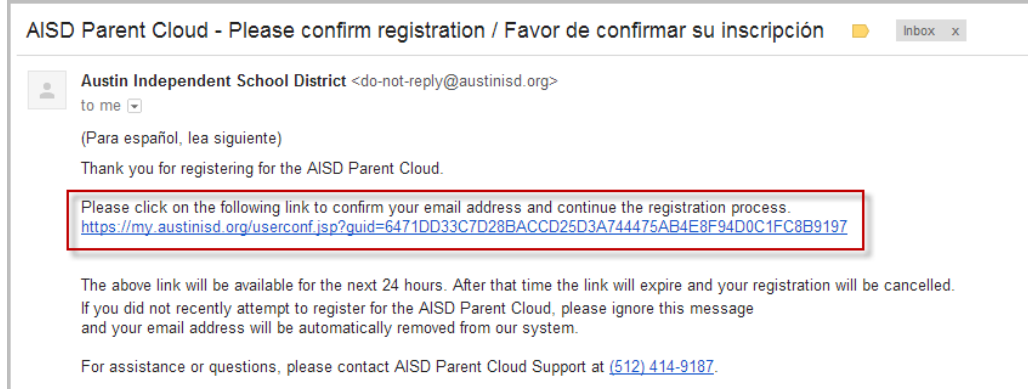 AISD Parent Cloud - Please confirm registration / Favor de confirmar su inscripción Inbox x
Austin Independent School District <do-not-reply@austinisd.org>
to me
(Para español, lea siguiente)
Thank you for registering for the AISD Parent Cloud.
Please click on the following link to confirm your email address and continue the registration process.
https://my.austinisd.org/userconf.jsp?guid=6471DD33C7D28BACCD25D3A744475AB4E8F94D0C1FC8B9197
The above link will be available for the next 24 hours. After that time the link will expire and your registration will be cancelled.
If you did not recently attempt to register for the AISD Parent Cloud, please ignore this message
and your email address will be automatically removed from our system.
For assistance or questions, please contact AISD Parent Cloud Support at (512) 414-9187.